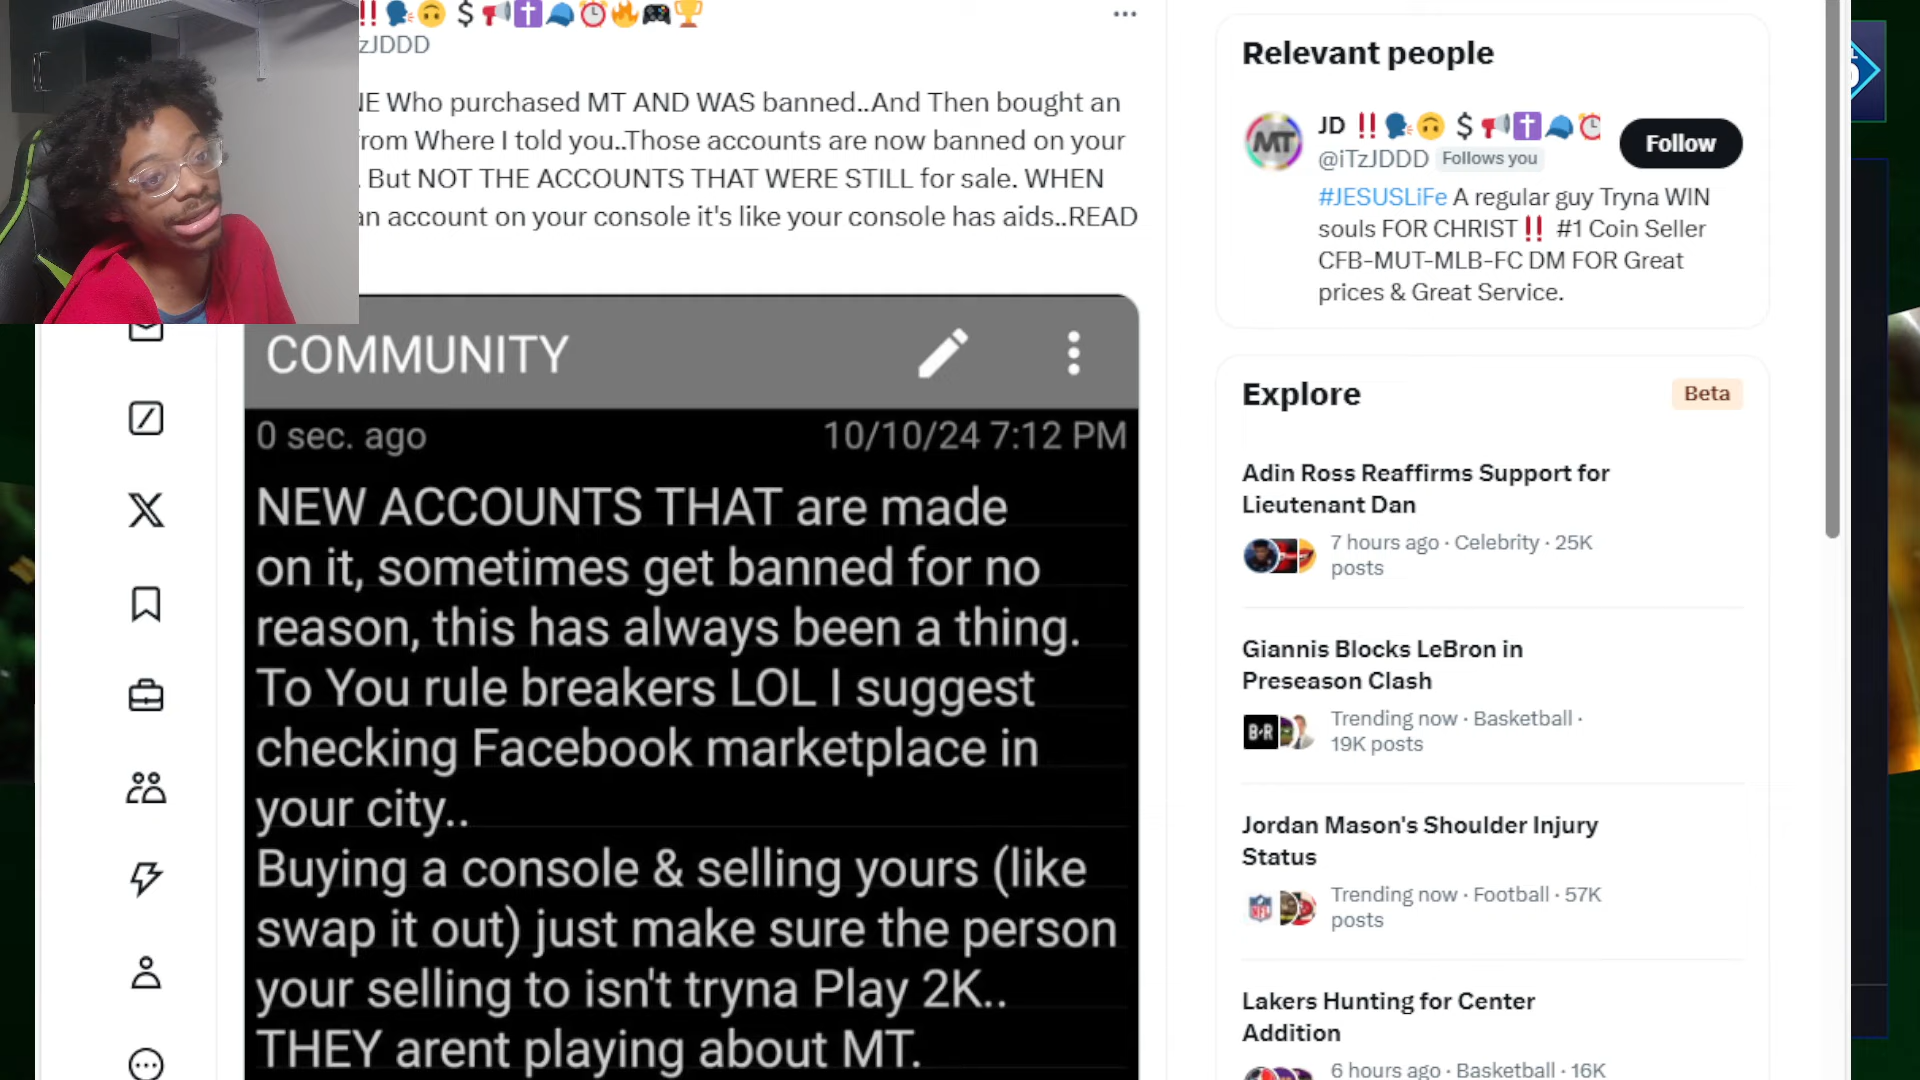 zJDDD
NE Who purchased MT AND WAS banned..And Then bought an
from Where I told you..Those accounts are now banned on your
. But NOT THE ACCOUNTS THAT WERE STILL for sale. WHEN
an account on your console it's like your console has aids..READ
COMMUNITY
0 sec. ago 10/10/24 7:12 PM
NEW ACCOUNTS THAT are made
on it, sometimes get banned for no
reason, this has always been a thing.
To You rule breakers LOL I suggest
checking Facebook marketplace in
your city..
Buying a console & selling yours (like
swap it out) just make sure the person
your selling to isn't tryna Play 2K..
THEY arent playing about MT.
Relevant people
MT
JD ‼️🗣️🙃 $ 📢✝️🧢⏰
@iTzJDDD Follows you
Follow
#JESUSLiFe A regular guy Tryna WIN
souls FOR CHRIST‼️ #1 Coin Seller
CFB-MUT-MLB-FC DM FOR Great
prices & Great Service.
Explore
Beta
Adin Ross Reaffirms Support for
Lieutenant Dan
7 hours ago · Celebrity · 25K
posts
Giannis Blocks LeBron in
Preseason Clash
B·R
Trending now · Basketball ·
19K posts
Jordan Mason's Shoulder Injury
Status
NFL
Trending now · Football · 57K
posts
Lakers Hunting for Center
Addition
6 hours ago · Basketball · 16K